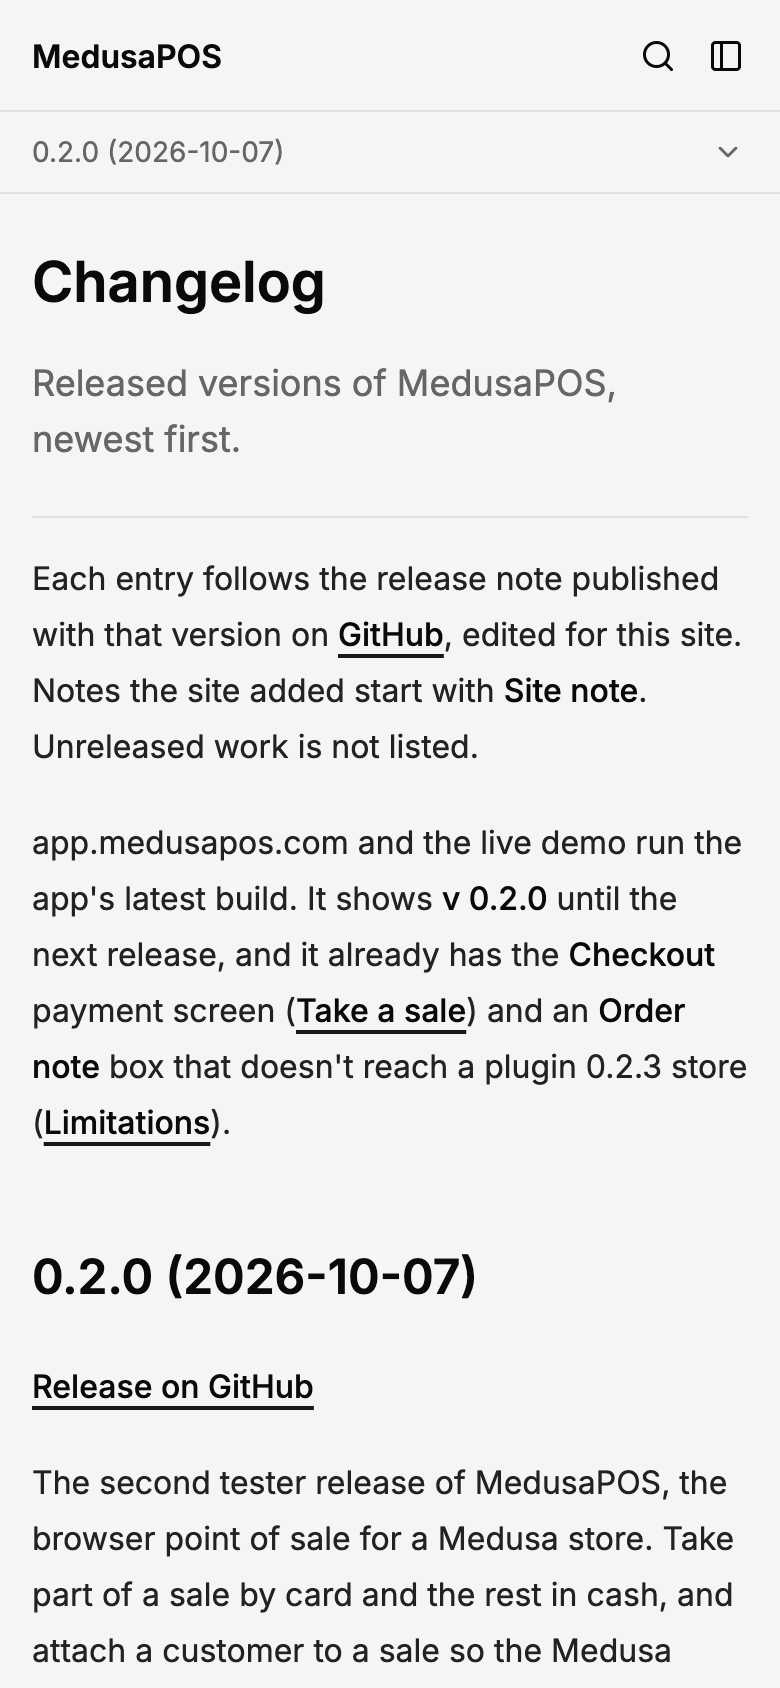 MedusaPOS
0.2.0 (2026-10-07)
Changelog
Released versions of MedusaPOS,
newest first.
Each entry follows the release note published
with that version on GitHub, edited for this site.
Notes the site added start with Site note.
Unreleased work is not listed.
app.medusapos.com and the live demo run the
app's latest build. It shows v 0.2.0 until the
next release, and it already has the Checkout
payment screen (Take a sale) and an Order
note box that doesn't reach a plugin 0.2.3 store
(Limitations).
0.2.0 (2026-10-07)
Release on GitHub
The second tester release of MedusaPOS, the
browser point of sale for a Medusa store. Take
part of a sale by card and the rest in cash, and
attach a customer to a sale so the Medusa